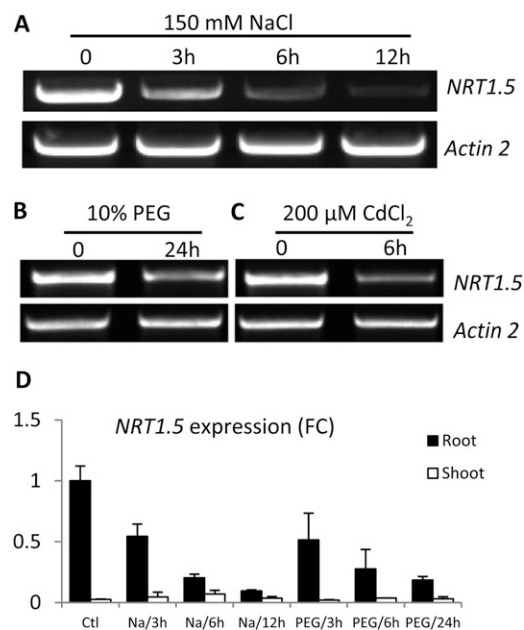 A
150 mM NaCl
0 3h 6h 12h
NRT1.5
Actin 2
B 10% PEG
0 24h
C 200 µM CdCl₂
0 6h
NRT1.5
Actin 2
D
NRT1.5 expression (FC)
1.5
1
0.5
0
Root
Shoot
Ctl Na/3h Na/6h Na/12h PEG/3h PEG/6h PEG/24h